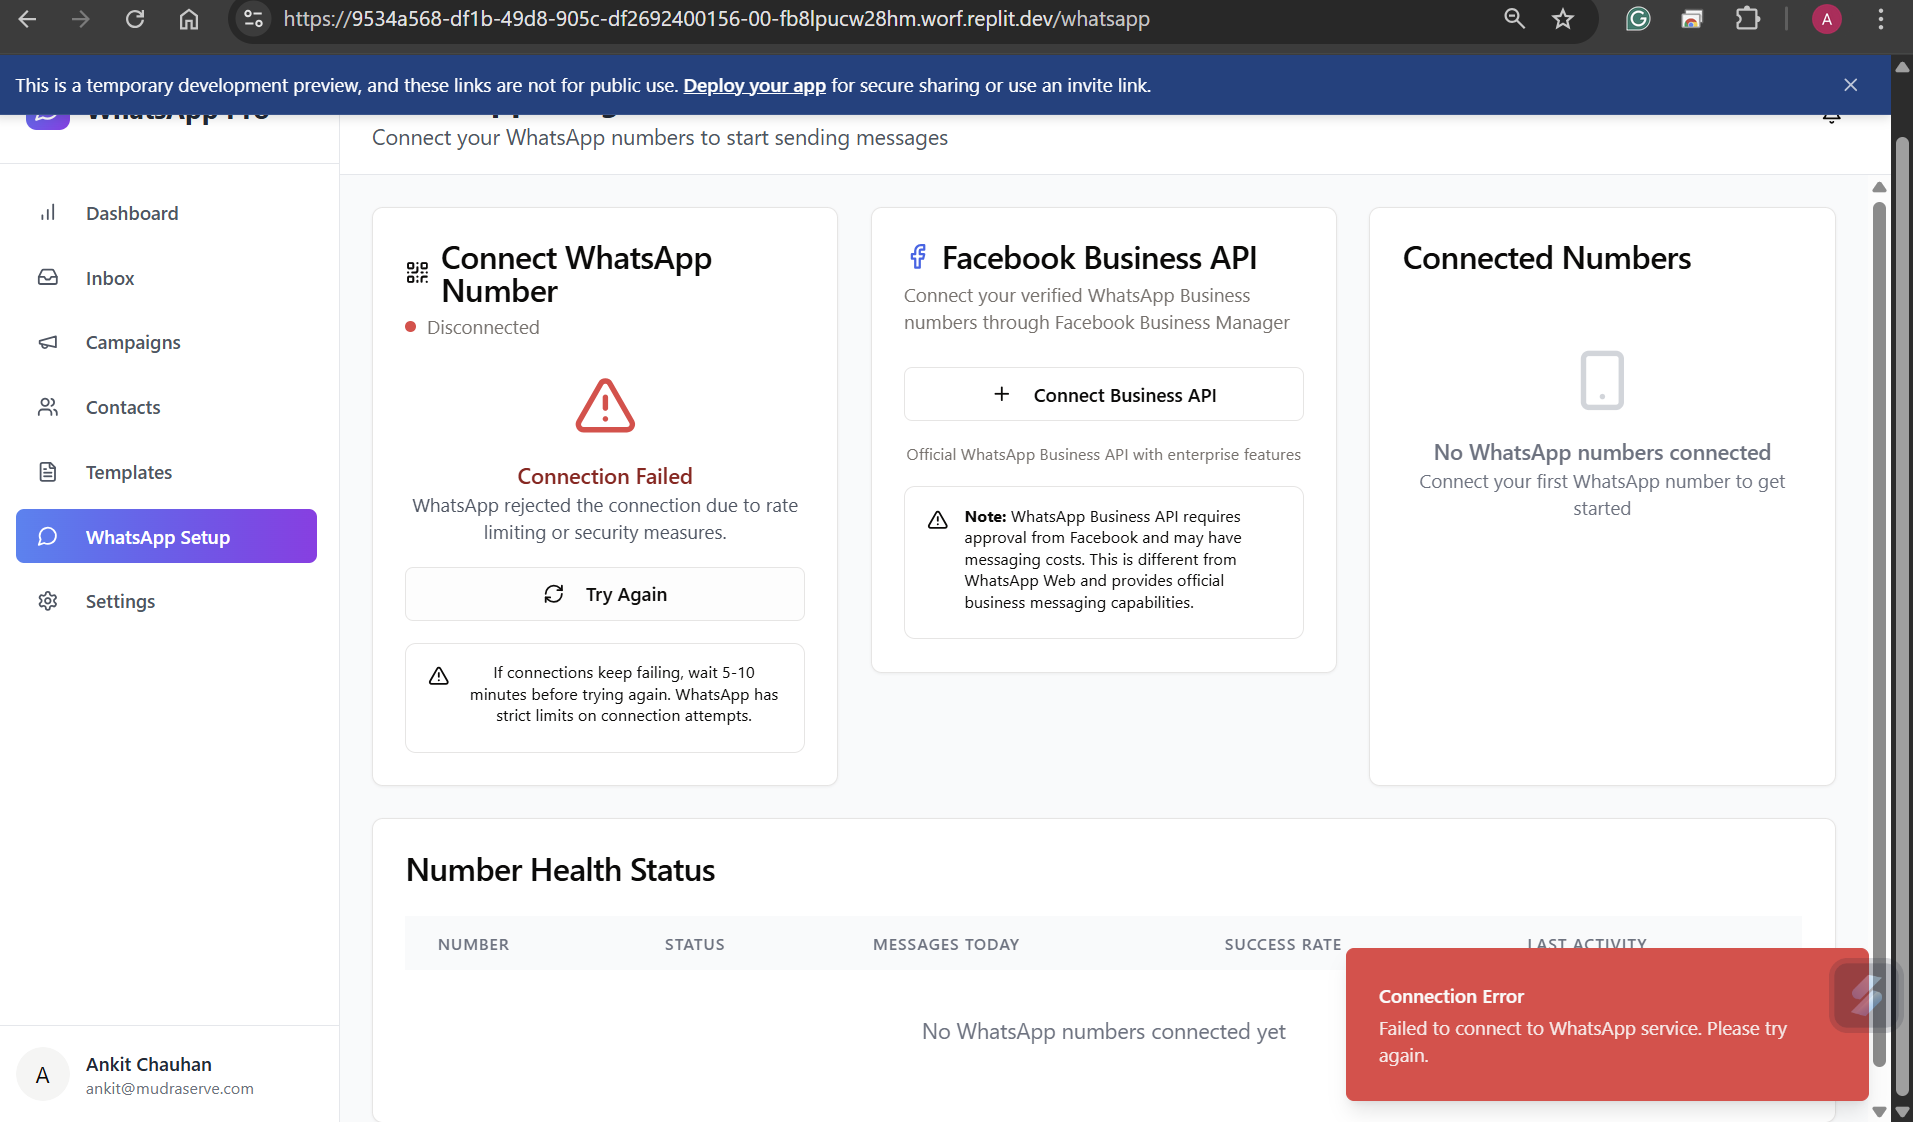 https://9534a568-df1b-49d8-905c-df2692400156-00-fb8lpucw28hm.worf.replit.dev/whatsapp
A
This is a temporary development preview, and these links are not for public use. Deploy your app for secure sharing or use an invite link.
WhatsApp Pro
Connect your WhatsApp numbers to start sending messages
Dashboard
Inbox
Campaigns
Contacts
Templates
WhatsApp Setup
Settings
A
Ankit Chauhan
ankit@mudraserve.com
Connect WhatsApp
Number
Disconnected
Connection Failed
WhatsApp rejected the connection due to rate
limiting or security measures.
Try Again
If connections keep failing, wait 5-10
minutes before trying again. WhatsApp has
strict limits on connection attempts.
Facebook Business API
Connect your verified WhatsApp Business
numbers through Facebook Business Manager
Connect Business API
Official WhatsApp Business API with enterprise features
Note: WhatsApp Business API requires
approval from Facebook and may have
messaging costs. This is different from
WhatsApp Web and provides official
business messaging capabilities.
Connected Numbers
No WhatsApp numbers connected
Connect your first WhatsApp number to get
started
Number Health Status
NUMBER STATUS MESSAGES TODAY SUCCESS RATE LAST ACTIVITY
No WhatsApp numbers connected yet
Connection Error
Failed to connect to WhatsApp service. Please try
again.